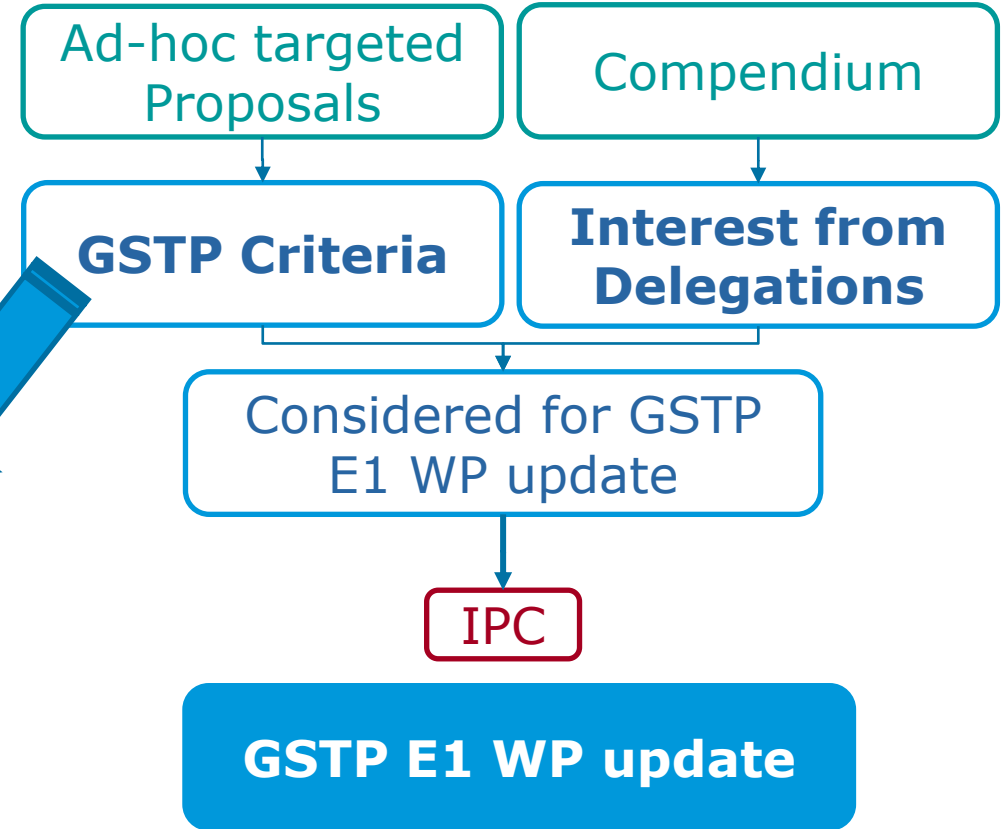 Ad-hoc targeted
Proposals
Compendium
GSTP Criteria
Interest from
Delegations
Considered for GSTP
E1 WP update
IPC
GSTP E1 WP update